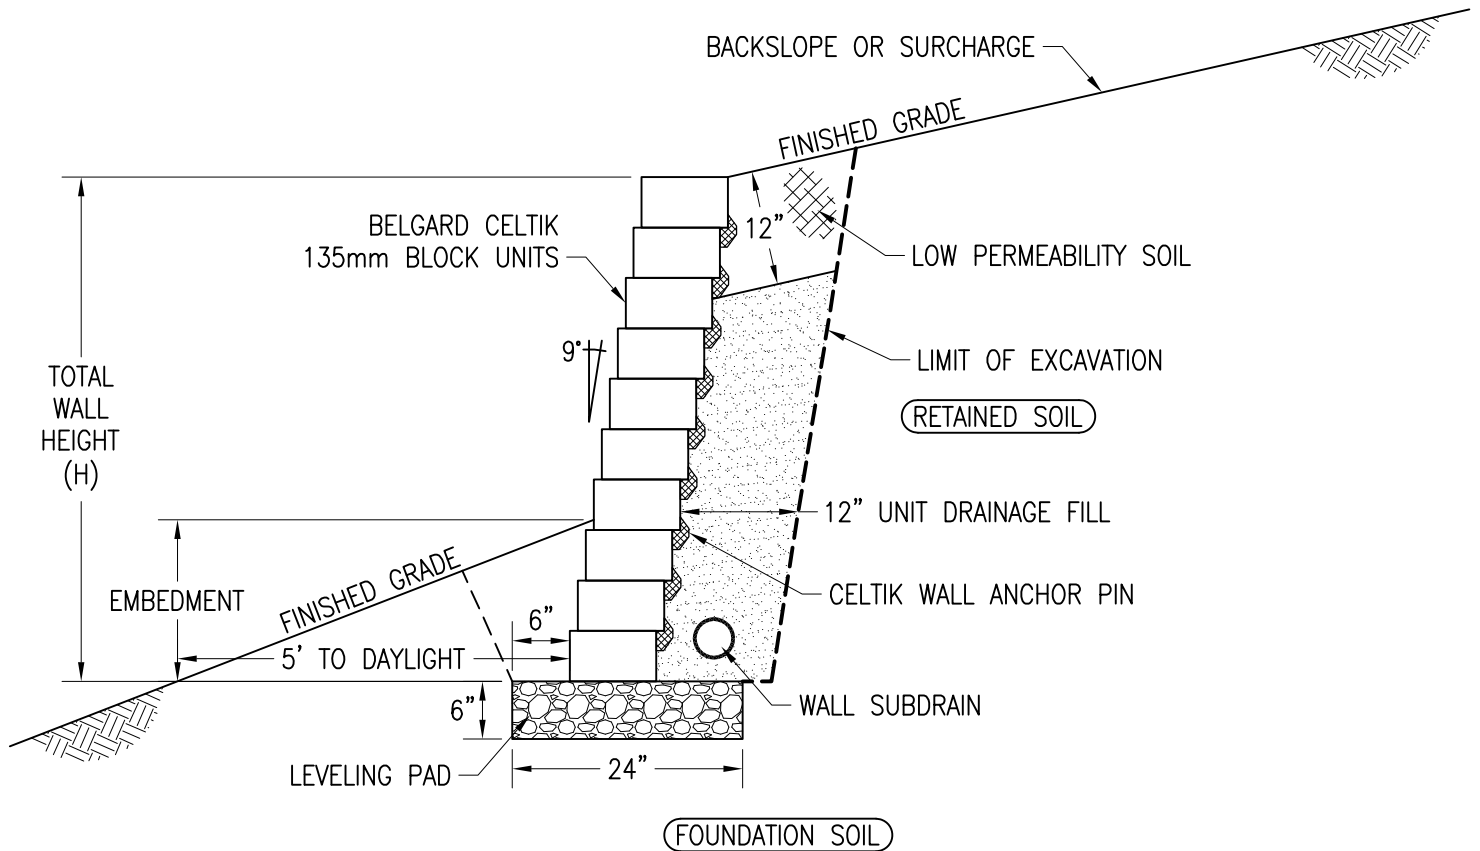 BACKSLOPE OR SURCHARGE
FINISHED GRADE
BELGARD CELTIK
135mm BLOCK UNITS
12”
LOW PERMEABILITY SOIL
9°
LIMIT OF EXCAVATION
TOTAL
WALL
HEIGHT
(H)
RETAINED SOIL
12” UNIT DRAINAGE FILL
FINISHED GRADE
EMBEDMENT
CELTIK WALL ANCHOR PIN
6”
5’ TO DAYLIGHT
6”
WALL SUBDRAIN
LEVELING PAD
24”
FOUNDATION SOIL